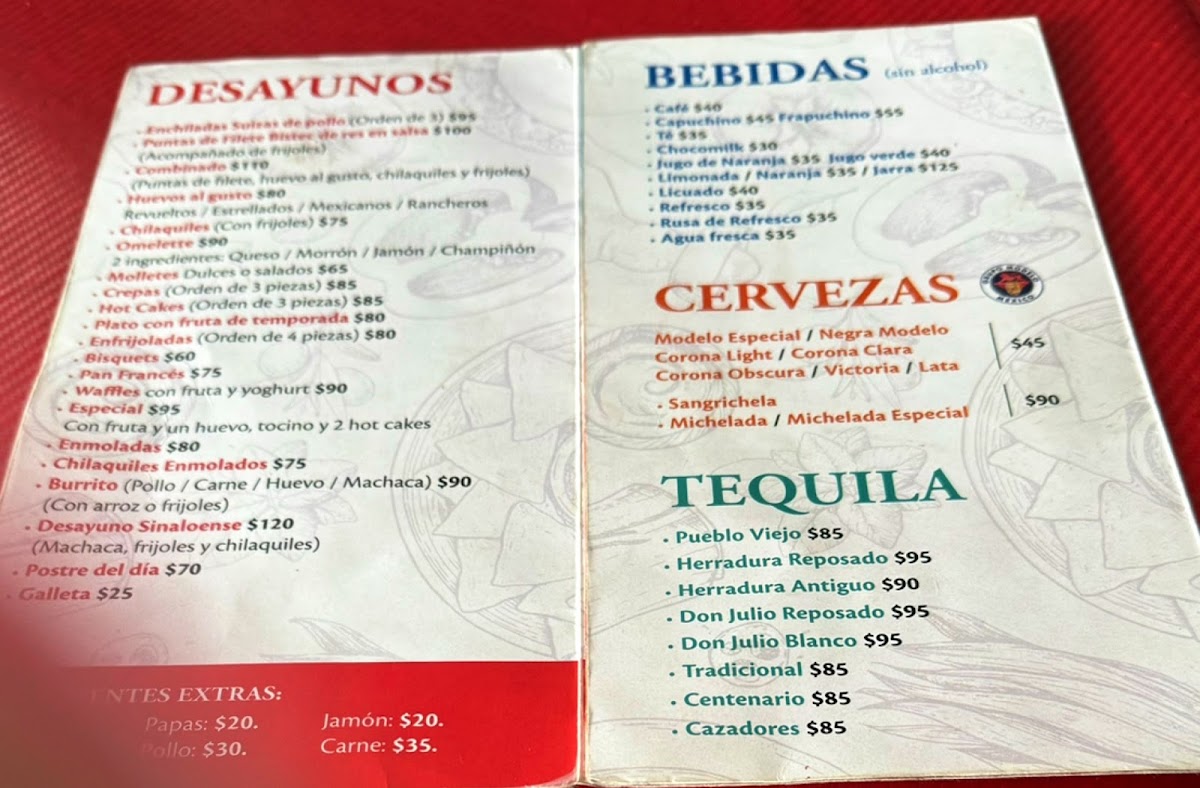 DESAYUNOS
• Enchiladas Suizas de pollo (Orden de 3) $95
• Puntas de Filete Bistec de res en salsa $100
(Acompañado de frijoles)
• Combinado $110
(Puntas de filete, huevo al gusto, chilaquiles y frijoles)
• Huevos al gusto $80
Revueltos / Estrellados / Mexicanos / Rancheros
• Chilaquiles (Con frijoles) $75
• Omelette $90
2 ingredientes: Queso / Morrón / Jamón / Champiñón
• Molletes Dulces o salados $65
• Crepas (Orden de 3 piezas) $85
• Hot Cakes (Orden de 3 piezas) $85
• Plato con fruta de temporada $80
• Enfrijoladas (Orden de 4 piezas) $80
• Bisquets $60
• Pan Francés $75
• Waffles con fruta y yoghurt $90
• Especial $95
Con fruta y un huevo, tocino y 2 hot cakes
• Enmoladas $80
• Chilaquiles Enmolados $75
• Burrito (Pollo / Carne / Huevo / Machaca) $90
(Con arroz o frijoles)
• Desayuno Sinaloense $120
(Machaca, frijoles y chilaquiles)
• Postre del día $70
• Galleta $25
NTES EXTRAS:
Papas: $20. Jamón: $20.
Pollo: $30. Carne: $35.
BEBIDAS (sin alcohol)
• Café $40
• Capuchino $45 Frapuchino $55
• Té $35
• Chocomilk $30
• Jugo de Naranja $35 Jugo verde $40
• Limonada / Naranja $35 / Jarra $125
• Licuado $40
• Refresco $35
• Rusa de Refresco $35
• Agua fresca $35
CERVEZAS
GRUPO MODELO
MÉXICO
Modelo Especial / Negra Modelo
Corona Light / Corona Clara $45
Corona Obscura / Victoria / Lata
• Sangrichela $90
• Michelada / Michelada Especial
TEQUILA
• Pueblo Viejo $85
• Herradura Reposado $95
• Herradura Antiguo $90
• Don Julio Reposado $95
• Don Julio Blanco $95
• Tradicional $85
• Centenario $85
• Cazadores $85